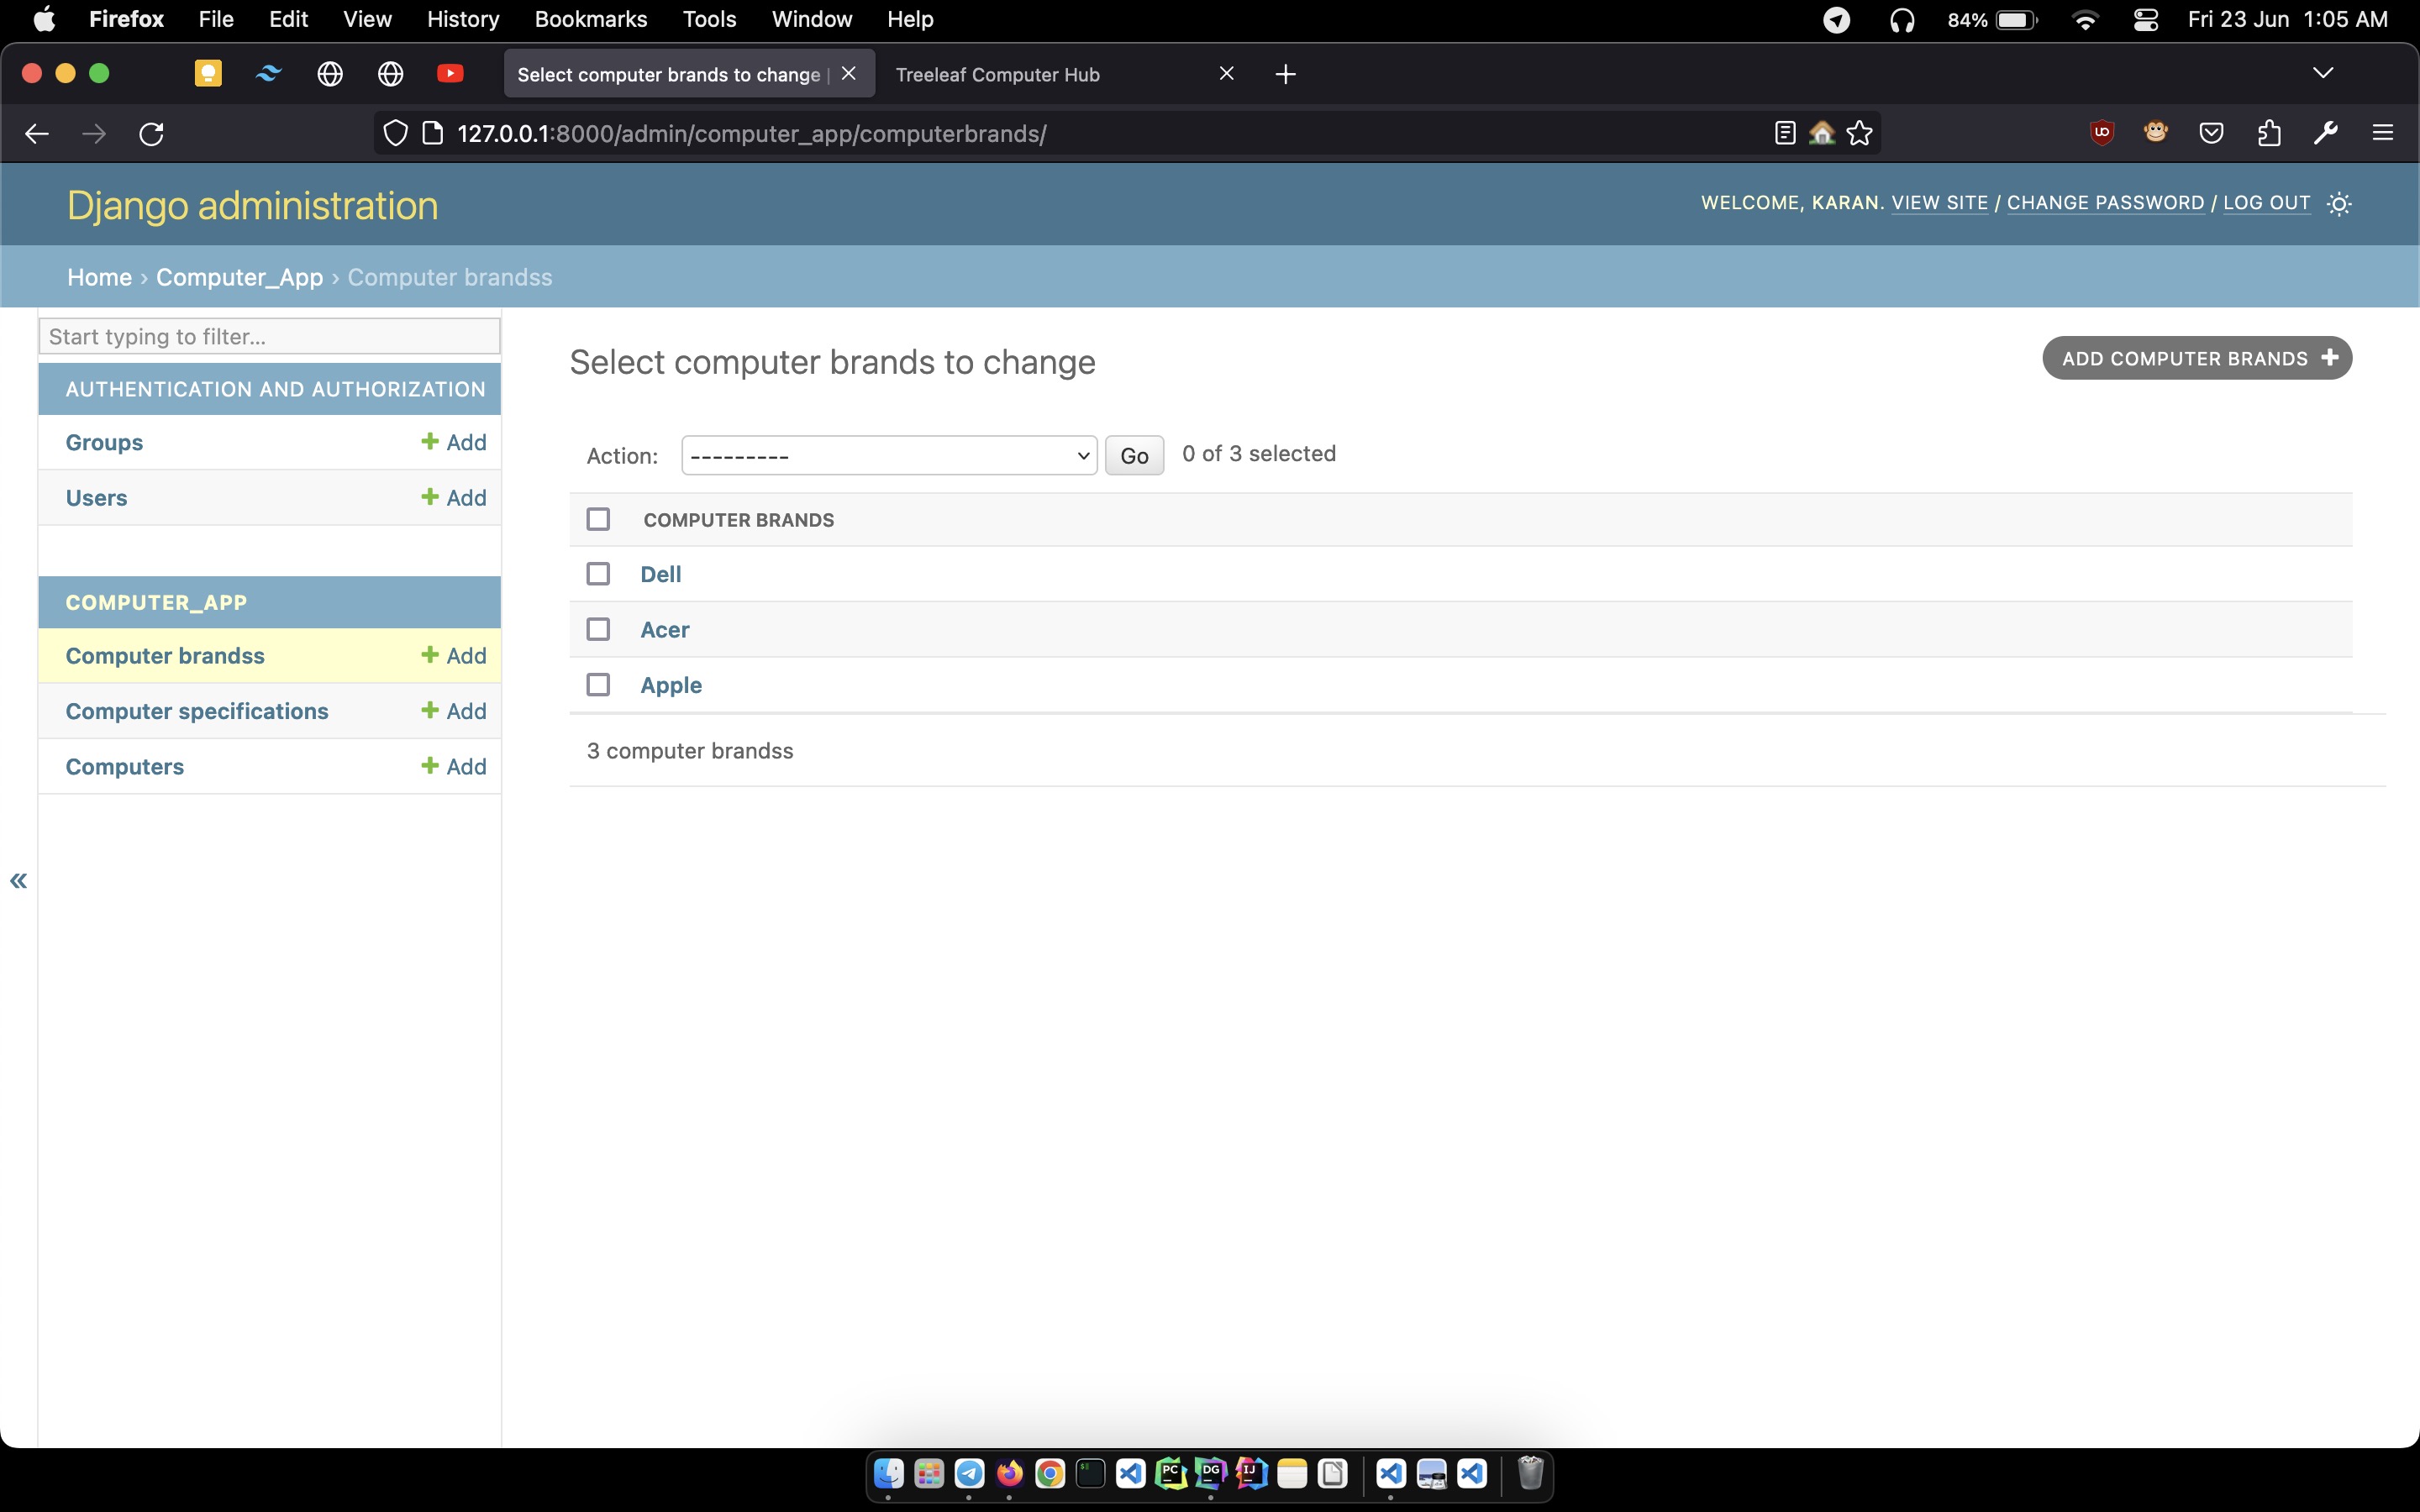 Firefox File Edit View History Bookmarks Tools Window Help 84% Fri 23 Jun 1:05 AM
Select computer brands to change | Treeleaf Computer Hub
127.0.0.1:8000/admin/computer_app/computerbrands/
Django administration
WELCOME, KARAN. VIEW SITE / CHANGE PASSWORD / LOG OUT
Home › Computer_App › Computer brandss
Start typing to filter...
AUTHENTICATION AND AUTHORIZATION
Groups + Add
Users + Add
COMPUTER_APP
Computer brandss + Add
Computer specifications + Add
Computers + Add
«
Select computer brands to change
ADD COMPUTER BRANDS +
Action: --------- Go 0 of 3 selected
COMPUTER BRANDS
Dell
Acer
Apple
3 computer brandss
PC DG IJ